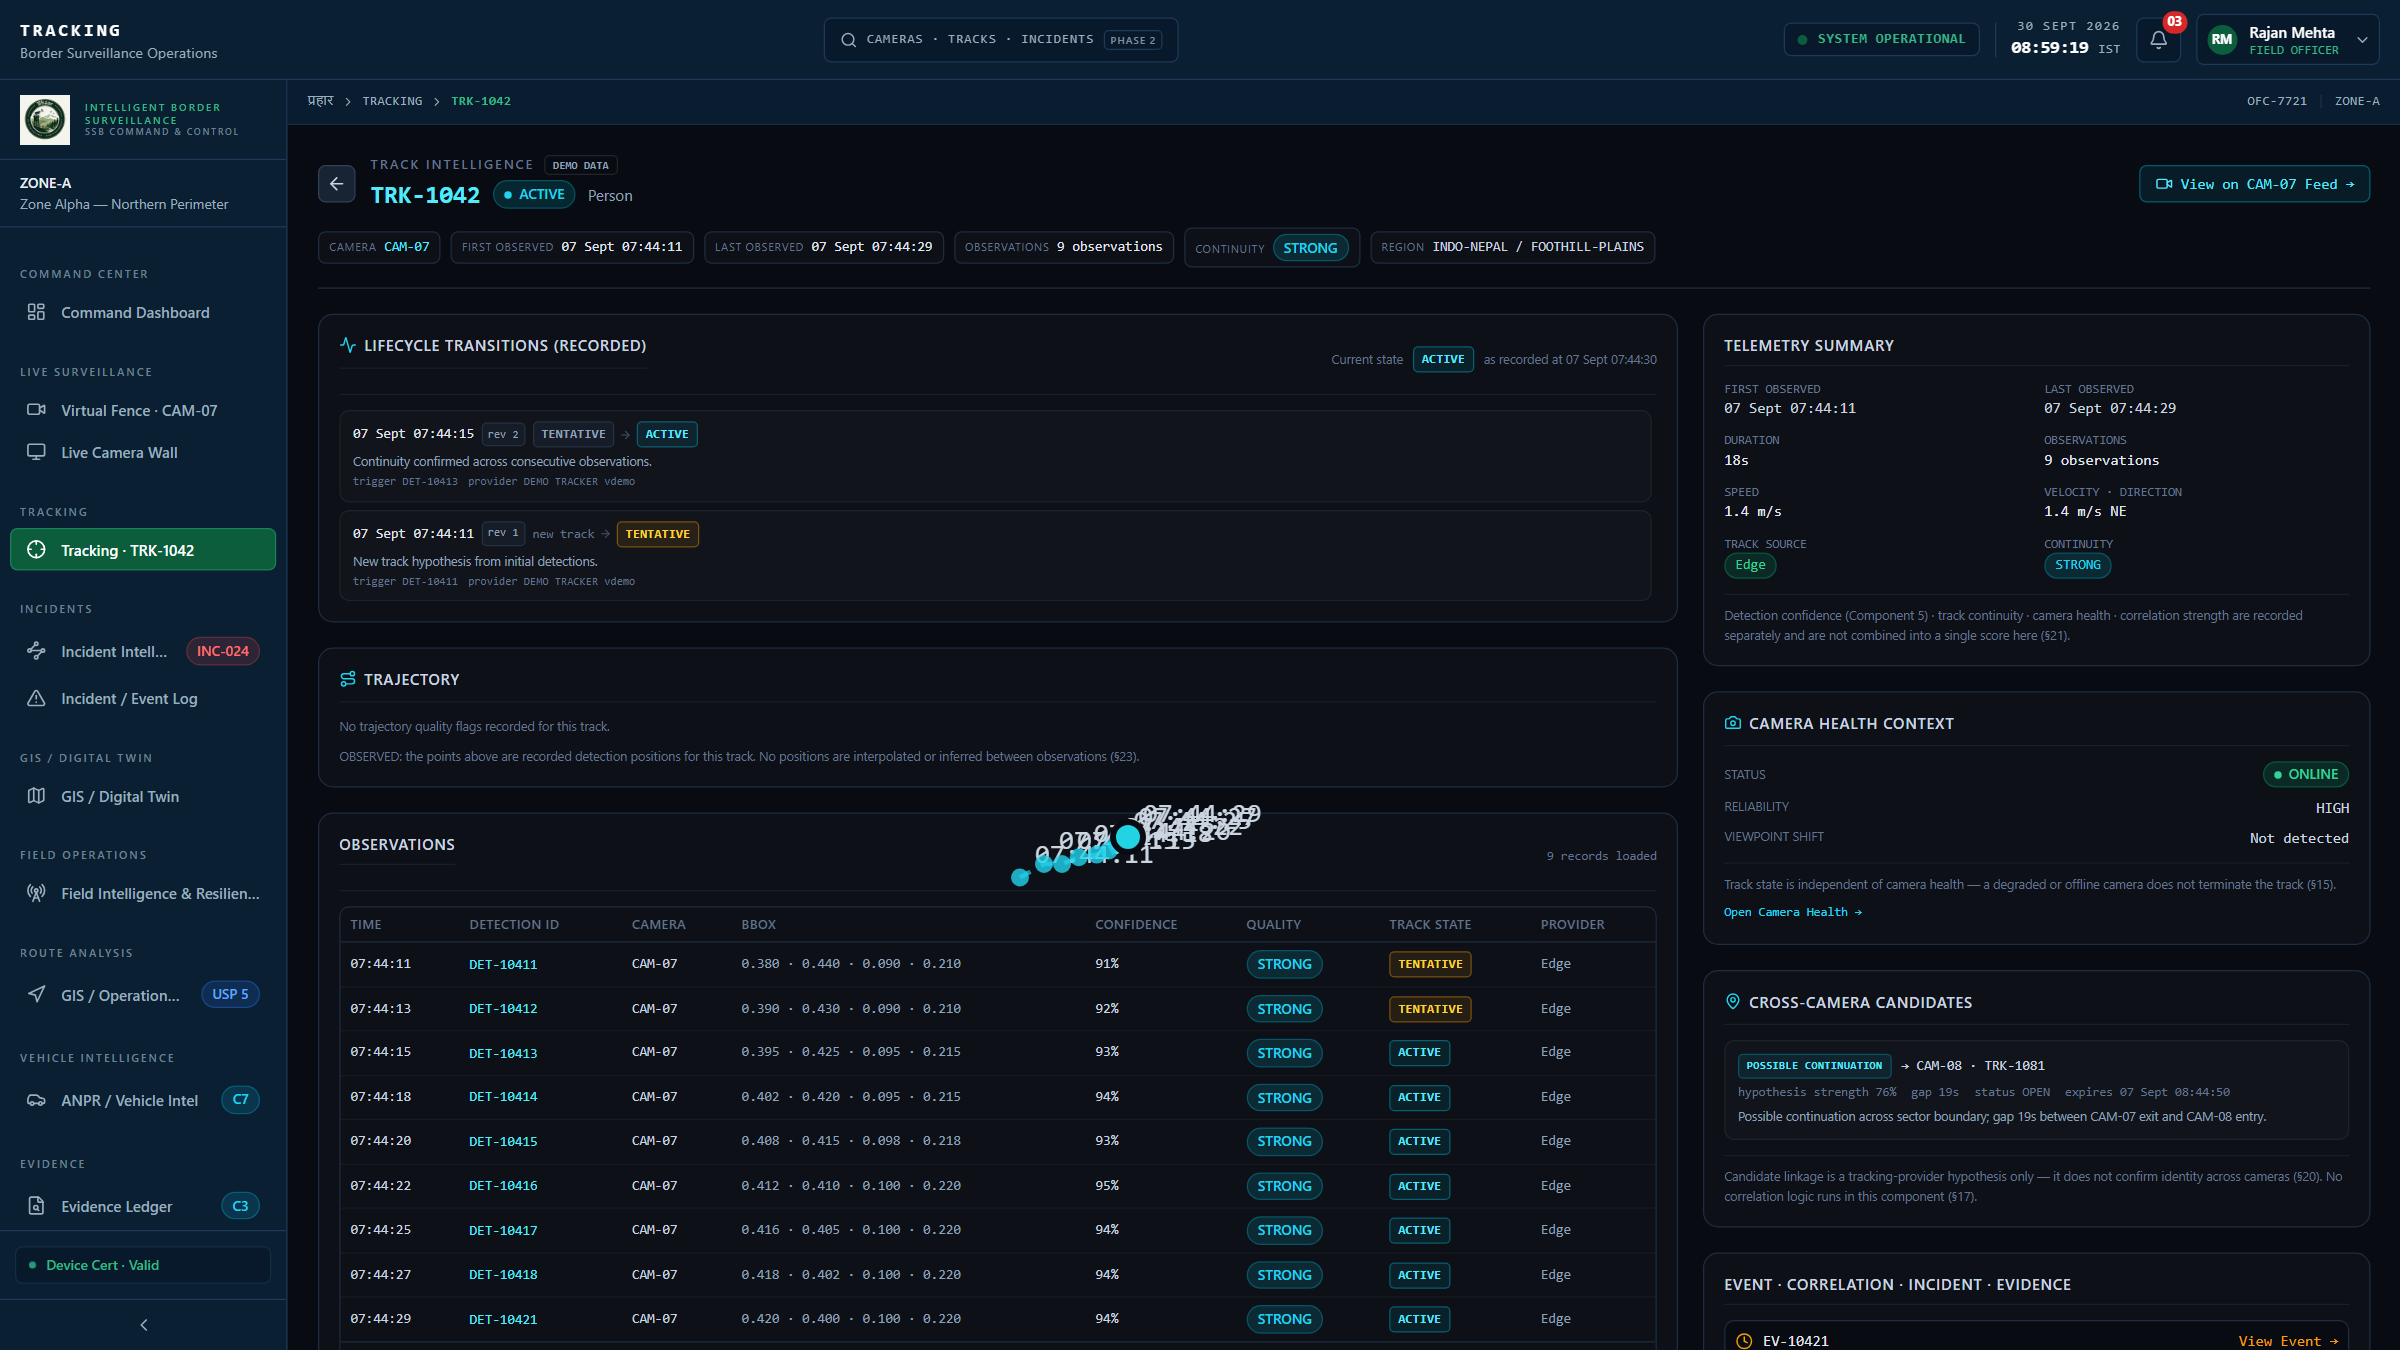 TRACKING
Border Surveillance Operations
CAMERAS · TRACKS · INCIDENTS PHASE 2
SYSTEM OPERATIONAL
30 SEPT 2026
08:59:19 IST
03
RM
Rajan Mehta
FIELD OFFICER
INTELLIGENT BORDER
SURVEILLANCE
SSB COMMAND & CONTROL
ZONE-A
Zone Alpha — Northern Perimeter
COMMAND CENTER
Command Dashboard
LIVE SURVEILLANCE
Virtual Fence · CAM-07
Live Camera Wall
TRACKING
Tracking · TRK-1042
INCIDENTS
Incident Intell... INC-024
Incident / Event Log
GIS / DIGITAL TWIN
GIS / Digital Twin
FIELD OPERATIONS
Field Intelligence & Resilien...
ROUTE ANALYSIS
GIS / Operation... USP 5
VEHICLE INTELLIGENCE
ANPR / Vehicle Intel C7
EVIDENCE
Evidence Ledger C3
Device Cert · Valid
प्रहार > TRACKING > TRK-1042
OFC-7721 ZONE-A
TRACK INTELLIGENCE DEMO DATA
TRK-1042 ACTIVE Person
View on CAM-07 Feed →
CAMERA CAM-07
FIRST OBSERVED 07 Sept 07:44:11
LAST OBSERVED 07 Sept 07:44:29
OBSERVATIONS 9 observations
CONTINUITY STRONG
REGION INDO-NEPAL / FOOTHILL-PLAINS
LIFECYCLE TRANSITIONS (RECORDED)
Current state ACTIVE as recorded at 07 Sept 07:44:30
07 Sept 07:44:15 rev 2 TENTATIVE → ACTIVE
Continuity confirmed across consecutive observations.
trigger DET-10413 provider DEMO TRACKER vdemo
07 Sept 07:44:11 rev 1 new track → TENTATIVE
New track hypothesis from initial detections.
trigger DET-10411 provider DEMO TRACKER vdemo
TRAJECTORY
No trajectory quality flags recorded for this track.
OBSERVED: the points above are recorded detection positions for this track. No positions are interpolated or inferred between observations (§23).
OBSERVATIONS
07:44:29
07:44:11
9 records loaded
TIME DETECTION ID CAMERA BBOX CONFIDENCE QUALITY TRACK STATE PROVIDER
07:44:11 DET-10411 CAM-07 0.380 · 0.440 · 0.090 · 0.210 91% STRONG TENTATIVE Edge
07:44:13 DET-10412 CAM-07 0.390 · 0.430 · 0.090 · 0.210 92% STRONG TENTATIVE Edge
07:44:15 DET-10413 CAM-07 0.395 · 0.425 · 0.095 · 0.215 93% STRONG ACTIVE Edge
07:44:18 DET-10414 CAM-07 0.402 · 0.420 · 0.095 · 0.215 94% STRONG ACTIVE Edge
07:44:20 DET-10415 CAM-07 0.408 · 0.415 · 0.098 · 0.218 93% STRONG ACTIVE Edge
07:44:22 DET-10416 CAM-07 0.412 · 0.410 · 0.100 · 0.220 95% STRONG ACTIVE Edge
07:44:25 DET-10417 CAM-07 0.416 · 0.405 · 0.100 · 0.220 94% STRONG ACTIVE Edge
07:44:27 DET-10418 CAM-07 0.418 · 0.402 · 0.100 · 0.220 94% STRONG ACTIVE Edge
07:44:29 DET-10421 CAM-07 0.420 · 0.400 · 0.100 · 0.220 94% STRONG ACTIVE Edge
TELEMETRY SUMMARY
FIRST OBSERVED LAST OBSERVED
07 Sept 07:44:11 07 Sept 07:44:29
DURATION OBSERVATIONS
18s 9 observations
SPEED VELOCITY · DIRECTION
1.4 m/s 1.4 m/s NE
TRACK SOURCE CONTINUITY
Edge STRONG
Detection confidence (Component 5) · track continuity · camera health · correlation strength are recorded
separately and are not combined into a single score here (§21).
CAMERA HEALTH CONTEXT
STATUS ONLINE
RELIABILITY HIGH
VIEWPOINT SHIFT Not detected
Track state is independent of camera health — a degraded or offline camera does not terminate the track (§15).
Open Camera Health →
CROSS-CAMERA CANDIDATES
POSSIBLE CONTINUATION → CAM-08 · TRK-1081
hypothesis strength 76% gap 19s status OPEN expires 07 Sept 08:44:50
Possible continuation across sector boundary; gap 19s between CAM-07 exit and CAM-08 entry.
Candidate linkage is a tracking-provider hypothesis only — it does not confirm identity across cameras (§20). No
correlation logic runs in this component (§17).
EVENT · CORRELATION · INCIDENT · EVIDENCE
EV-10421 View Event →